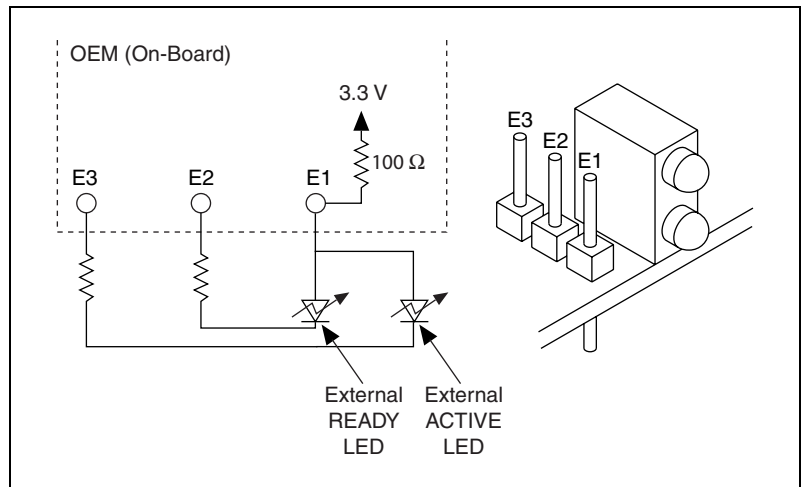 OEM (On-Board)
3.3 V
100 Ω
E3
E2
E1
E3
E2
E1
External
READY
LED
External
ACTIVE
LED